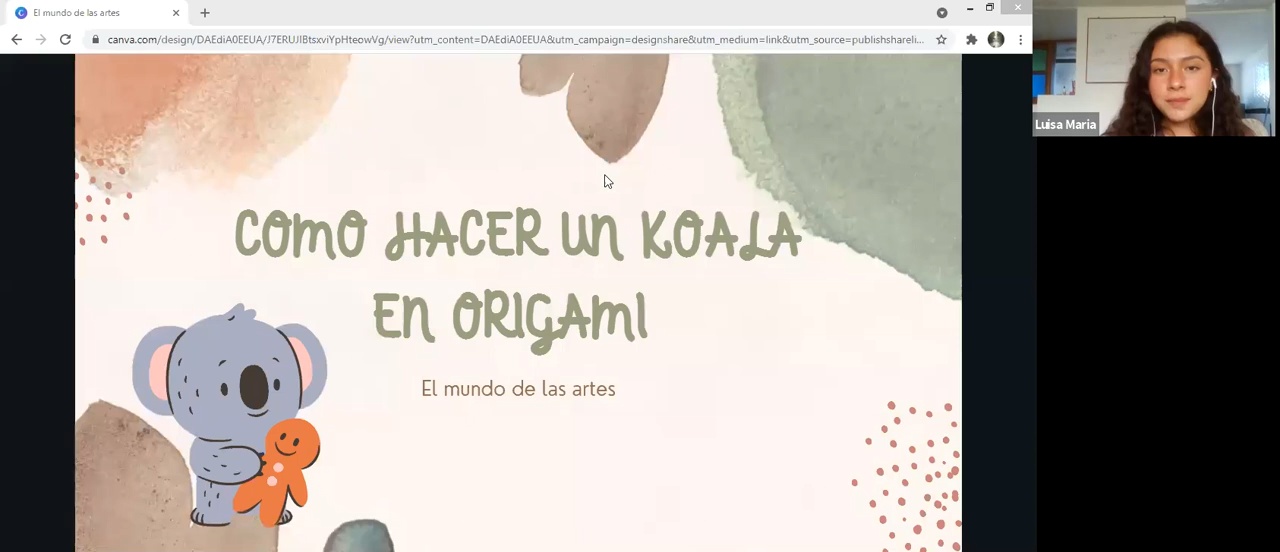 El mundo de las artes
canva.com/design/DAEdiA0EEUA/J7ERUJIBtsxviYpHteowVg/view?utm_content=DAEdiA0EEUA&utm_campaign=designshare&utm_medium=link&utm_source=publishshareli...
Luisa Maria
COMO HACER UN KOALA
EN ORIGAMI
El mundo de las artes